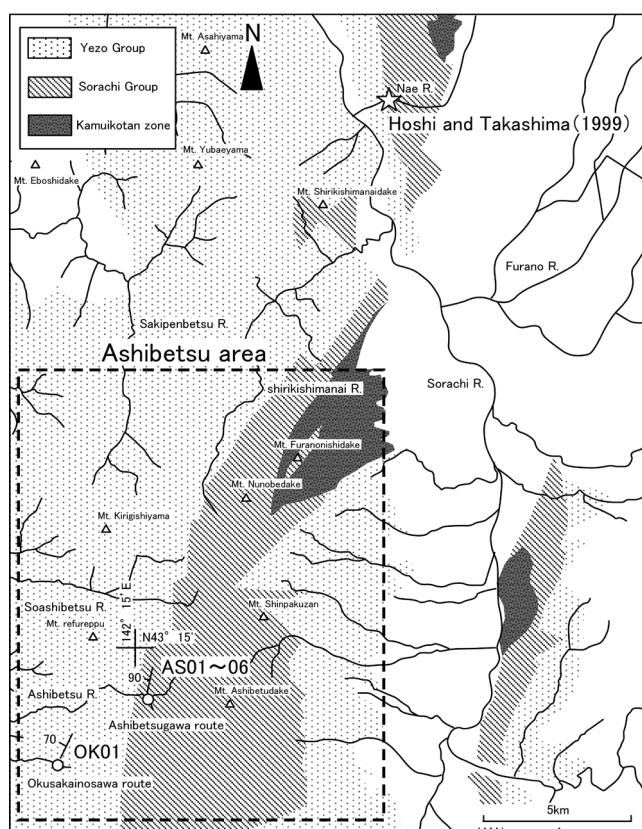 Yezo Group
Sorachi Group
Kamuikotan zone
Mt. Asahiyama
N
Nae R.
Hoshi and Takashima(1999)
Mt. Eboshidake
Mt. Yubaeyama
Mt. Shirikishimanaidake
Furano R.
Sakipenbetsu R.
Ashibetsu area
Sorachi R.
shirikishimanai R.
Mt. Furanonishidake
Mt. Nunobedake
Mt. Kirigishiyama
Soashibetsu R.
142° 15'E
Mt. Shinpakuzan
Mt. refureppu
N43° 15'
AS01～06
90
Ashibetsu R.
Mt. Ashibetudake
Ashibetsugawa route
70
OK01
Okusakainosawa route
5km